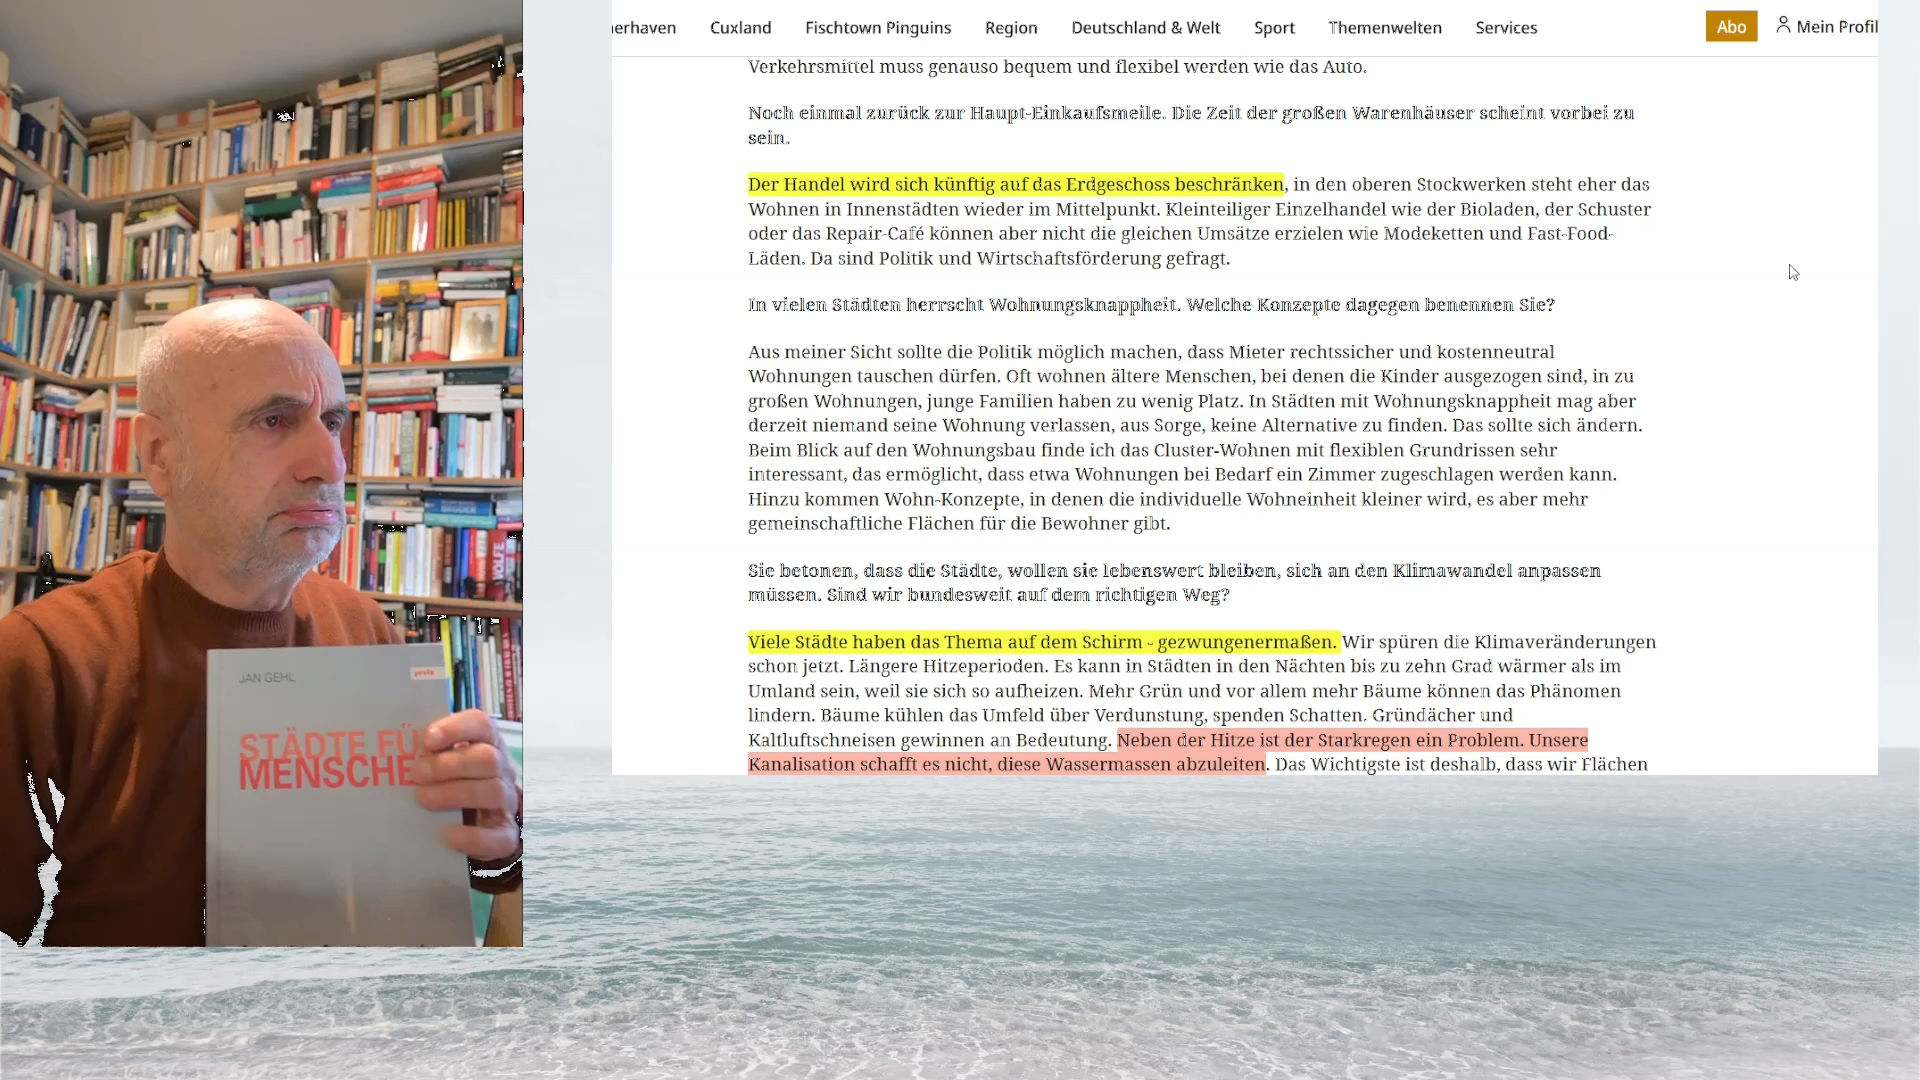 erhaven Cuxland Fischtown Pinguins Region Deutschland & Welt Sport Themenwelten Services Abo Mein Profil
Verkehrsmittel muss genauso bequem und flexibel werden wie das Auto.
Noch einmal zurück zur Haupt-Einkaufsmeile. Die Zeit der großen Warenhäuser scheint vorbei zu
sein.
Der Handel wird sich künftig auf das Erdgeschoss beschränken, in den oberen Stockwerken steht eher das
Wohnen in Innenstädten wieder im Mittelpunkt. Kleinteiliger Einzelhandel wie der Bioladen, der Schuster
oder das Repair-Café können aber nicht die gleichen Umsätze erzielen wie Modeketten und Fast-Food-
Läden. Da sind Politik und Wirtschaftsförderung gefragt.
In vielen Städten herrscht Wohnungsknappheit. Welche Konzepte dagegen benennen Sie?
Aus meiner Sicht sollte die Politik möglich machen, dass Mieter rechtssicher und kostenneutral
Wohnungen tauschen dürfen. Oft wohnen ältere Menschen, bei denen die Kinder ausgezogen sind, in zu
großen Wohnungen, junge Familien haben zu wenig Platz. In Städten mit Wohnungsknappheit mag aber
derzeit niemand seine Wohnung verlassen, aus Sorge, keine Alternative zu finden. Das sollte sich ändern.
Beim Blick auf den Wohnungsbau finde ich das Cluster-Wohnen mit flexiblen Grundrissen sehr
interessant, das ermöglicht, dass etwa Wohnungen bei Bedarf ein Zimmer zugeschlagen werden kann.
Hinzu kommen Wohn-Konzepte, in denen die individuelle Wohneinheit kleiner wird, es aber mehr
gemeinschaftliche Flächen für die Bewohner gibt.
Sie betonen, dass die Städte, wollen sie lebenswert bleiben, sich an den Klimawandel anpassen
müssen. Sind wir bundesweit auf dem richtigen Weg?
Viele Städte haben das Thema auf dem Schirm - gezwungenermaßen. Wir spüren die Klimaveränderungen
schon jetzt. Längere Hitzeperioden. Es kann in Städten in den Nächten bis zu zehn Grad wärmer als im
Umland sein, weil sie sich so aufheizen. Mehr Grün und vor allem mehr Bäume können das Phänomen
lindern. Bäume kühlen das Umfeld über Verdunstung, spenden Schatten. Gründächer und
Kaltluftschneisen gewinnen an Bedeutung. Neben der Hitze ist der Starkregen ein Problem. Unsere
Kanalisation schafft es nicht, diese Wassermassen abzuleiten. Das Wichtigste ist deshalb, dass wir Flächen
JAN GEHL
jovis
STÄDTE FÜ
MENSCHE